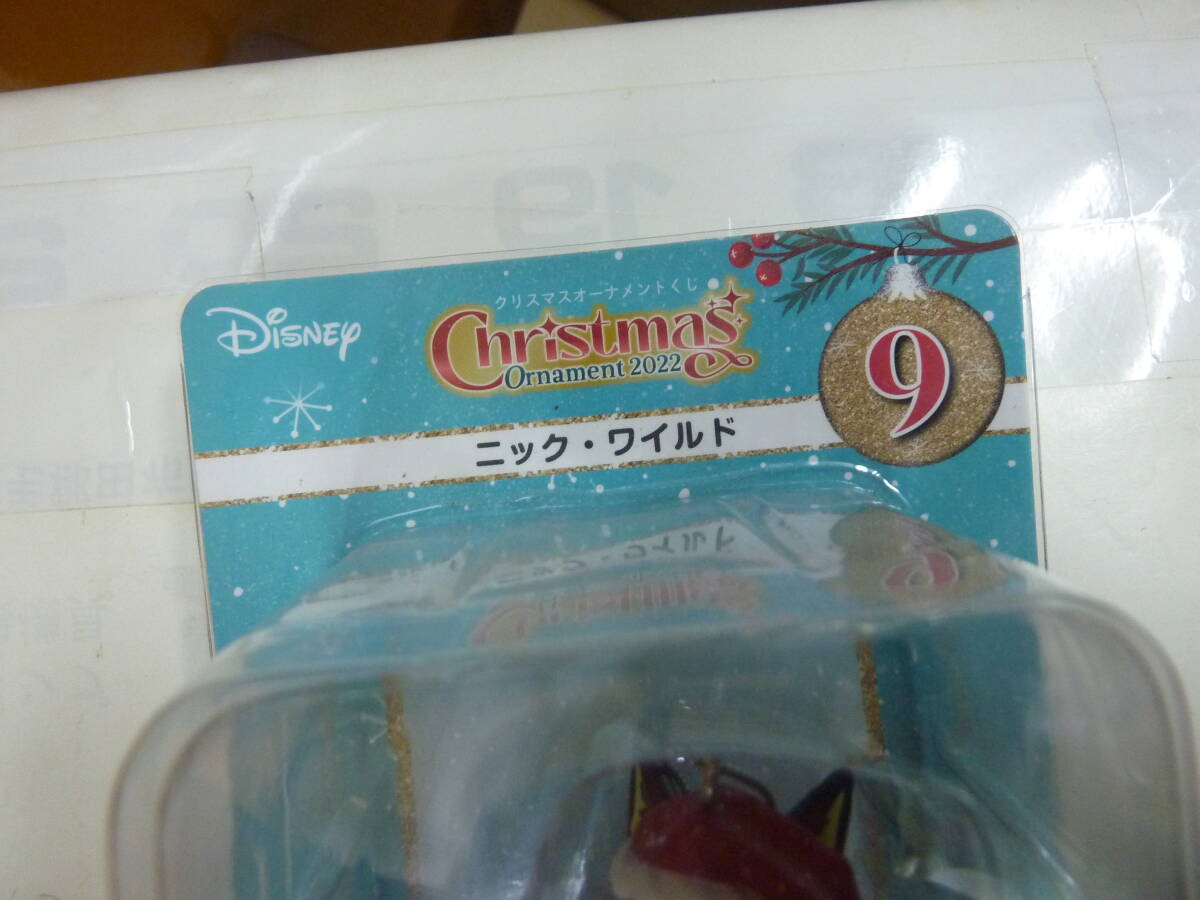 Disney
クリスマスオーナメントくじ
Christmas
Ornament 2022
9
ニック・ワイルド